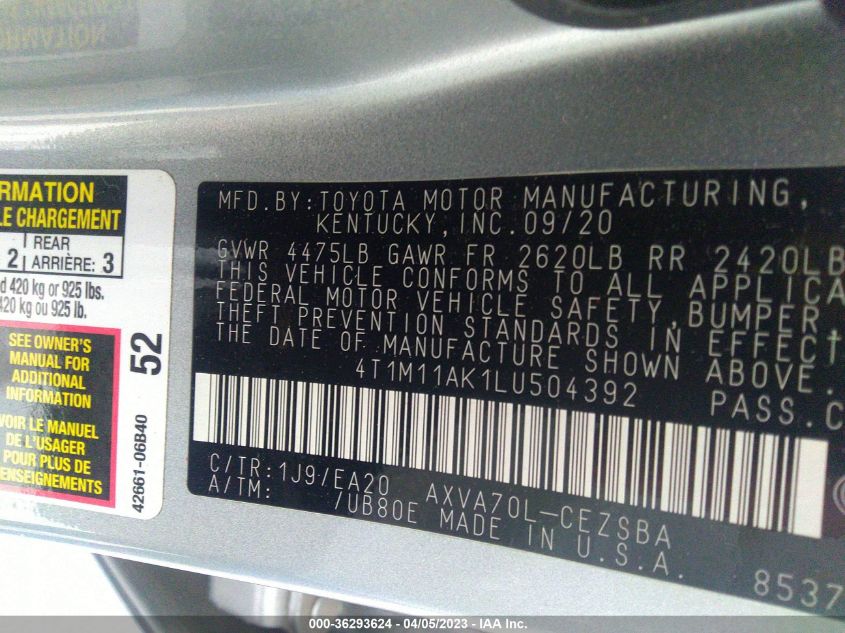 RMATION
RMATION
LE CHARGEMENT
2 REAR
ARRIÈRE: 3
d 420 kg or 925 lbs.
420 kg ou 925 lb.
SEE OWNER'S
MANUAL FOR
ADDITIONAL
INFORMATION
VOIR LE MANUEL
DE L'USAGER
POUR PLUS DE
RENSEIGNEMENTS
52
42661-06B40
MFD.BY:TOYOTA MOTOR MANUFACTURING,
KENTUCKY,INC.09/20
GVWR 4475LB GAWR FR 2620LB RR 2420LB
THIS VEHICLE CONFORMS TO ALL APPLICA
FEDERAL MOTOR VEHICLE SAFETY,BUMPER
THEFT PREVENTION STANDARDS IN EFFECT
THE DATE OF MANUFACTURE SHOWN ABOVE.
4T1M11AK1LU504392 PASS.C
C/TR:1J9/EA20 AXVA70L-CEZSBA
A/TM: /UB80E MADE IN U.S.A.
8537
000-36293624 - 04/05/2023 - IAA Inc.